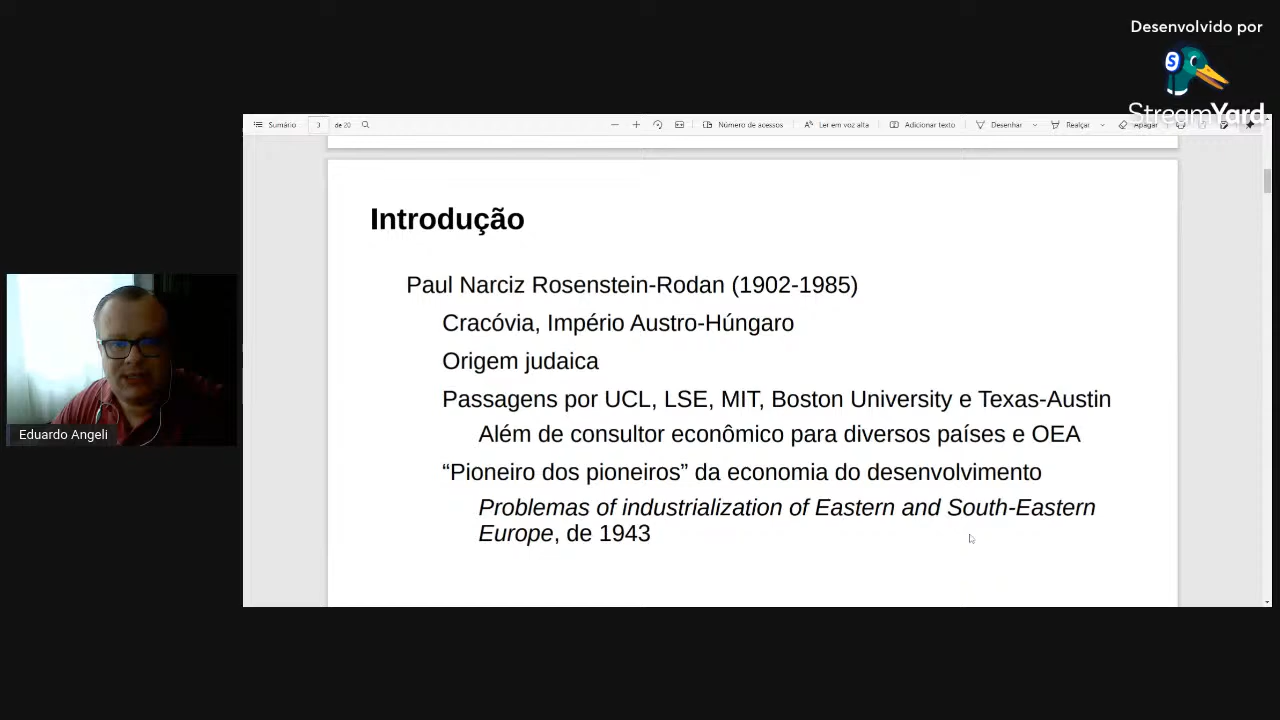 Desenvolvido por
StreamYard
Sumário
de 20
Número de acessos
Ler em voz alta
Adicionar texto
Desenhar
Realçar
Apagar
Introdução
Paul Narciz Rosenstein-Rodan (1902-1985)
Cracóvia, Império Austro-Húngaro
Origem judaica
Passagens por UCL, LSE, MIT, Boston University e Texas-Austin
Além de consultor econômico para diversos países e OEA
“Pioneiro dos pioneiros” da economia do desenvolvimento
Problemas of industrialization of Eastern and South-Eastern
Europe, de 1943
Eduardo Angeli